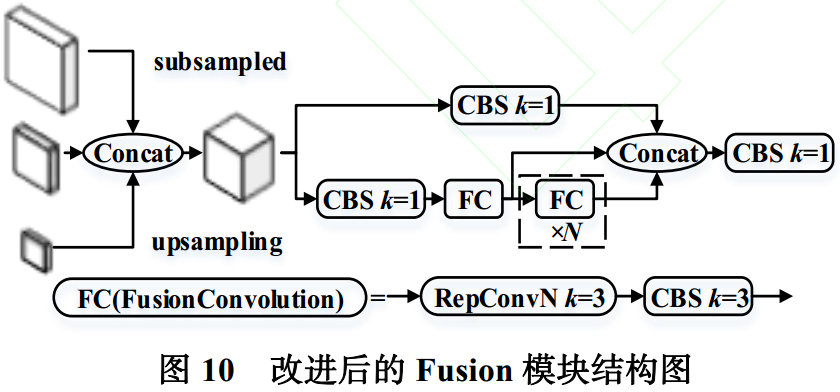 subsampled
CBS k=1
Concat
Concat
CBS k=1
CBS k=1
FC
FC
×N
upsampling
FC(FusionConvolution)
=
RepConvN k=3
CBS k=3
图 10 改进后的 Fusion 模块结构图